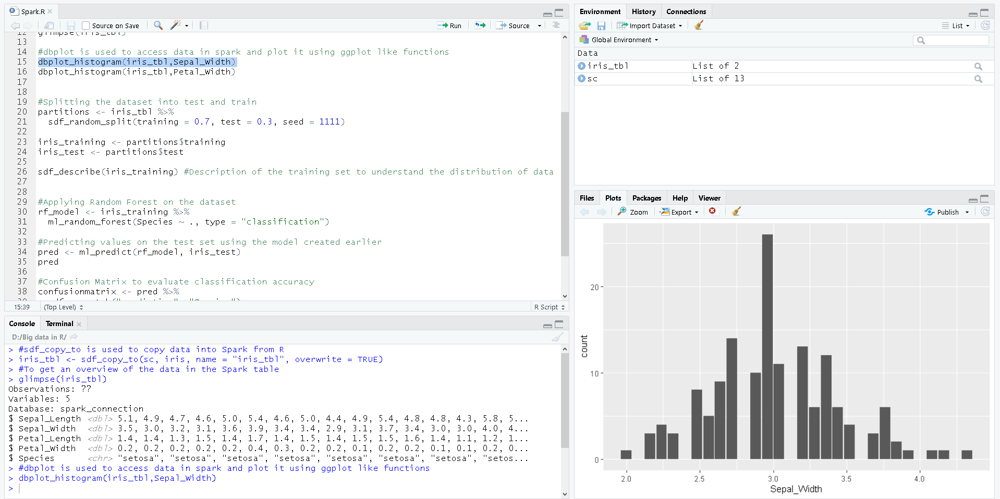 Spark.R
Source on Save
Run
Source
12 glimpse(iris_tbl)
13
14 #dbplot is used to access data in spark and plot it using ggplot like functions
15 dbplot_histogram(iris_tbl,Sepal_Width)
16 dbplot_histogram(iris_tbl,Petal_Width)
17
18
19 #Splitting the dataset into test and train
20 partitions <- iris_tbl %>%
21 sdf_random_split(training = 0.7, test = 0.3, seed = 1111)
22
23 iris_training <- partitions$training
24 iris_test <- partitions$test
25
26 sdf_describe(iris_training) #Description of the training set to understand the distribution of data
27
28
29 #Applying Random Forest on the dataset
30 rf_model <- iris_training %>%
31 ml_random_forest(Species ~ ., type = "classification")
32
33 #Predicting values on the test set using the model created earlier
34 pred <- ml_predict(rf_model, iris_test)
35 pred
36
37 #Confusion Matrix to evaluate classification accuracy
38 confusionmatrix <- pred %>%
15:39 (Top Level) R Script
Console Terminal
D:/Big data in R/
> #sdf_copy_to is used to copy data into Spark from R
> iris_tbl <- sdf_copy_to(sc, iris, name = "iris_tbl", overwrite = TRUE)
> #To get an overview of the data in the Spark table
> glimpse(iris_tbl)
Observations: ??
Variables: 5
Database: spark_connection
$ Sepal_Length <dbl> 5.1, 4.9, 4.7, 4.6, 5.0, 5.4, 4.6, 5.0, 4.4, 4.9, 5.4, 4.8, 4.8, 4.3, 5.8, 5...
$ Sepal_Width <dbl> 3.5, 3.0, 3.2, 3.1, 3.6, 3.9, 3.4, 3.4, 2.9, 3.1, 3.7, 3.4, 3.0, 3.0, 4.0, 4...
$ Petal_Length <dbl> 1.4, 1.4, 1.3, 1.5, 1.4, 1.7, 1.4, 1.5, 1.4, 1.5, 1.5, 1.6, 1.4, 1.1, 1.2, 1...
$ Petal_Width <dbl> 0.2, 0.2, 0.2, 0.2, 0.2, 0.4, 0.3, 0.2, 0.2, 0.1, 0.2, 0.2, 0.1, 0.1, 0.2, 0...
$ Species <chr> "setosa", "setosa", "setosa", "setosa", "setosa", "setosa", "setosa", "setos...
> #dbplot is used to access data in spark and plot it using ggplot like functions
> dbplot_histogram(iris_tbl,Sepal_Width)
>
Environment History Connections
Import Dataset List
Global Environment
Data
iris_tbl List of 2
sc List of 13
Files Plots Packages Help Viewer
Zoom Export Publish
20
10
0
count
2.0 2.5 3.0 3.5 4.0
Sepal_Width